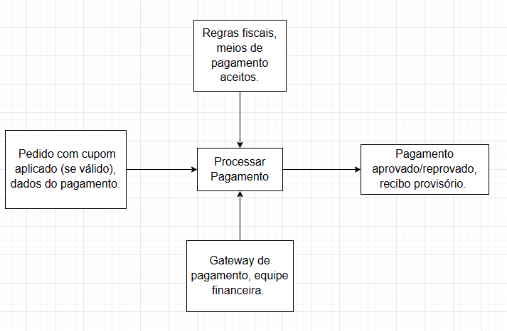 Regras fiscais,
meios de
pagamento
aceitos.
Pedido com cupom
aplicado (se válido),
dados do pagamento.
Processar
Pagamento
Pagamento
aprovado/reprovado,
recibo provisório.
Gateway de
pagamento, equipe
financeira.